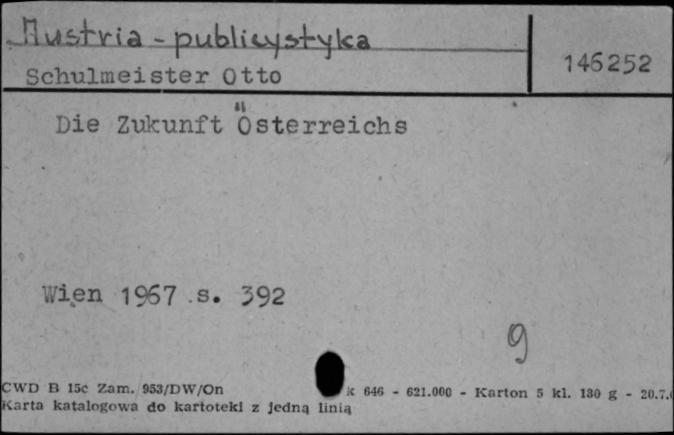 Austria - publicystyka
Schulmeister Otto
146252
Die Zukunft Österreichs
Wien 1967 s. 392
9
CWD B 15c Zam. 953/DW/On k 646 - 621.000 - Karton 5 kl. 130 g - 20.7.
Karta katalogowa do kartoteki z jedną linią